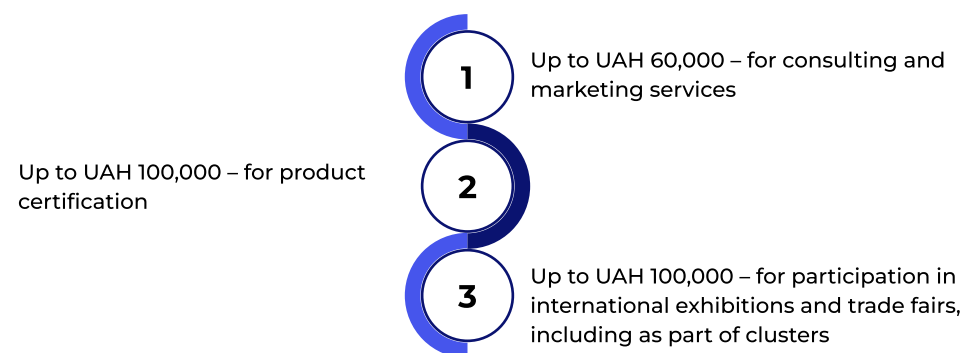 1
Up to UAH 60,000 – for consulting and
marketing services
2
Up to UAH 100,000 – for product
certification
3
Up to UAH 100,000 – for participation in
international exhibitions and trade fairs,
including as part of clusters